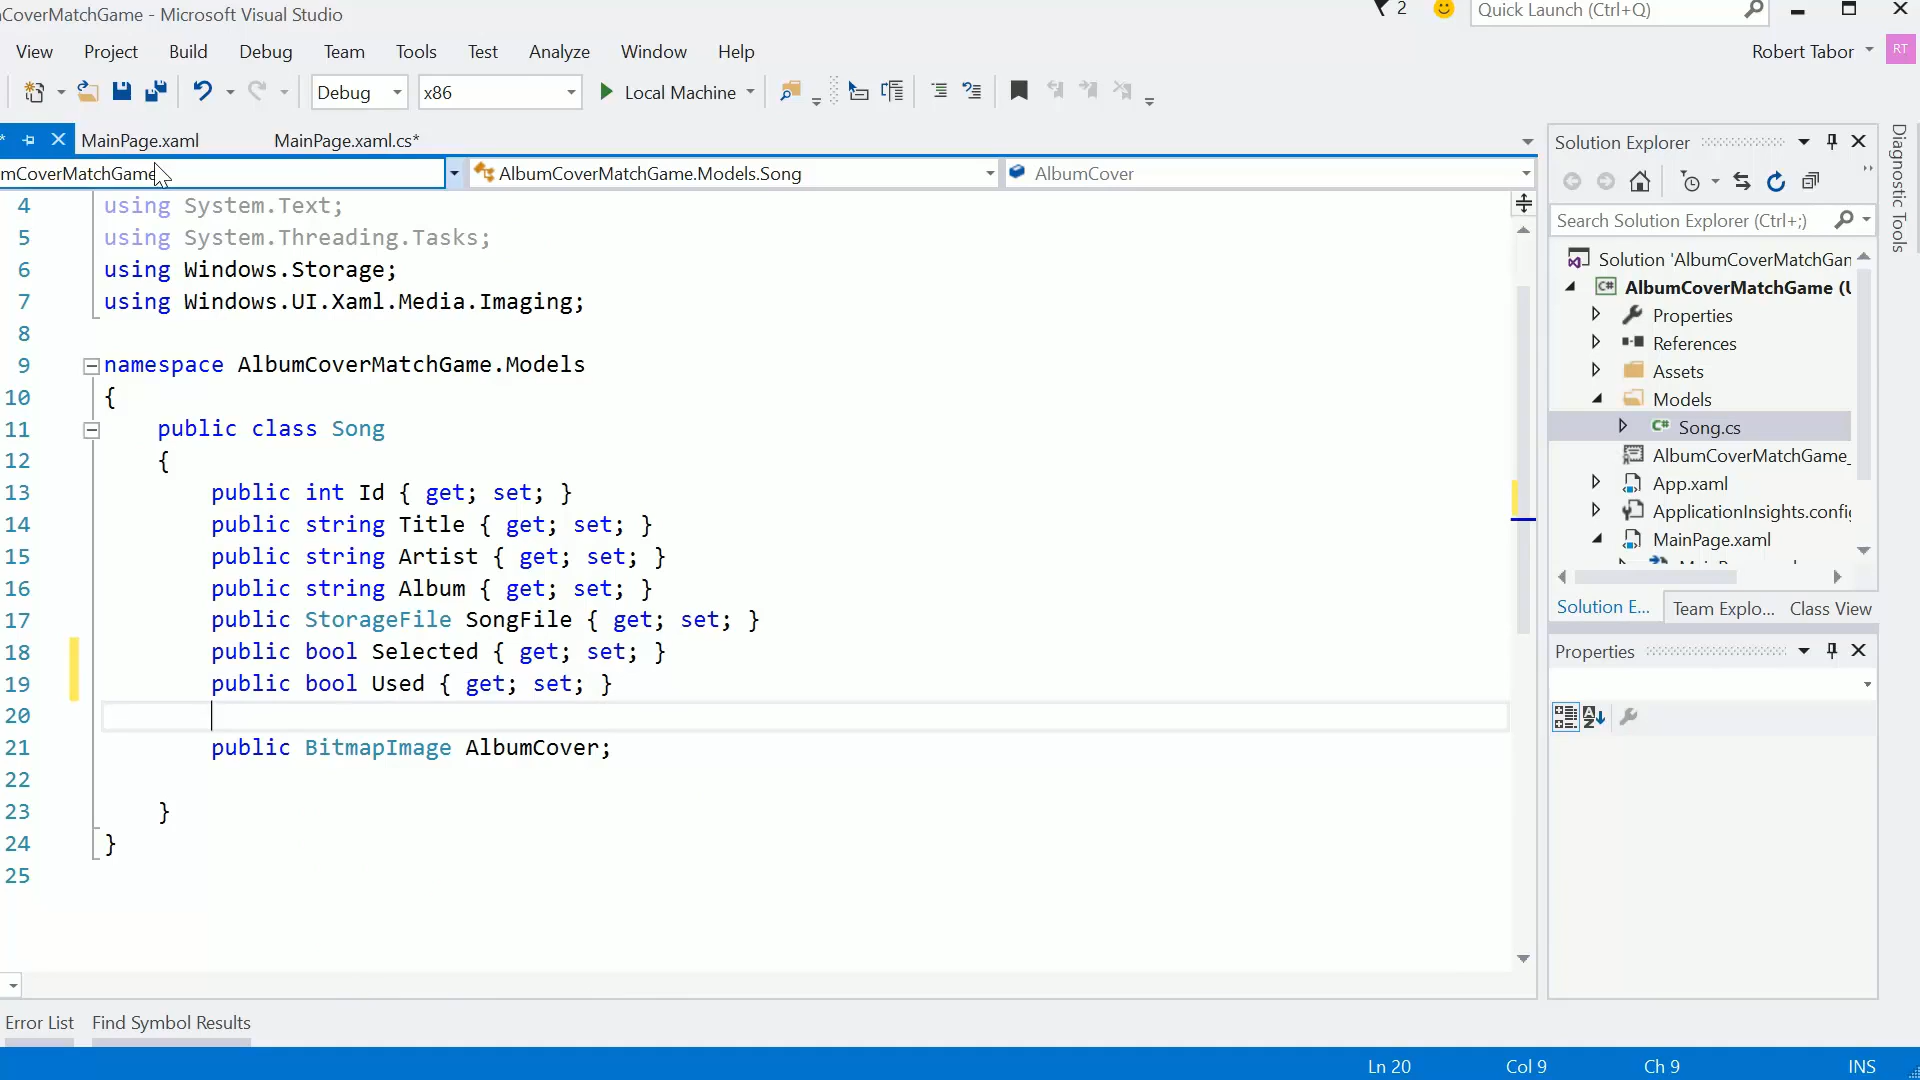 CoverMatchGame - Microsoft Visual Studio
2
Quick Launch (Ctrl+Q)
View Project Build Debug Team Tools Test Analyze Window Help
Robert Tabor RT
Debug x86 Local Machine
* MainPage.xaml MainPage.xaml.cs*
mCoverMatchGame AlbumCoverMatchGame.Models.Song AlbumCover
4 using System.Text;
5 using System.Threading.Tasks;
6 using Windows.Storage;
7 using Windows.UI.Xaml.Media.Imaging;
8
9 namespace AlbumCoverMatchGame.Models
10 {
11 public class Song
12 {
13 public int Id { get; set; }
14 public string Title { get; set; }
15 public string Artist { get; set; }
16 public string Album { get; set; }
17 public StorageFile SongFile { get; set; }
18 public bool Selected { get; set; }
19 public bool Used { get; set; }
20
21 public BitmapImage AlbumCover;
22
23 }
24 }
25
Error List Find Symbol Results
Ln 20 Col 9 Ch 9 INS
Solution Explorer
Search Solution Explorer (Ctrl+;)
Solution 'AlbumCoverMatchGam
C# AlbumCoverMatchGame (U
Properties
References
Assets
Models
C# Song.cs
AlbumCoverMatchGame_
App.xaml
ApplicationInsights.config
MainPage.xaml
Solution E... Team Explo... Class View
Properties
Diagnostic Tools